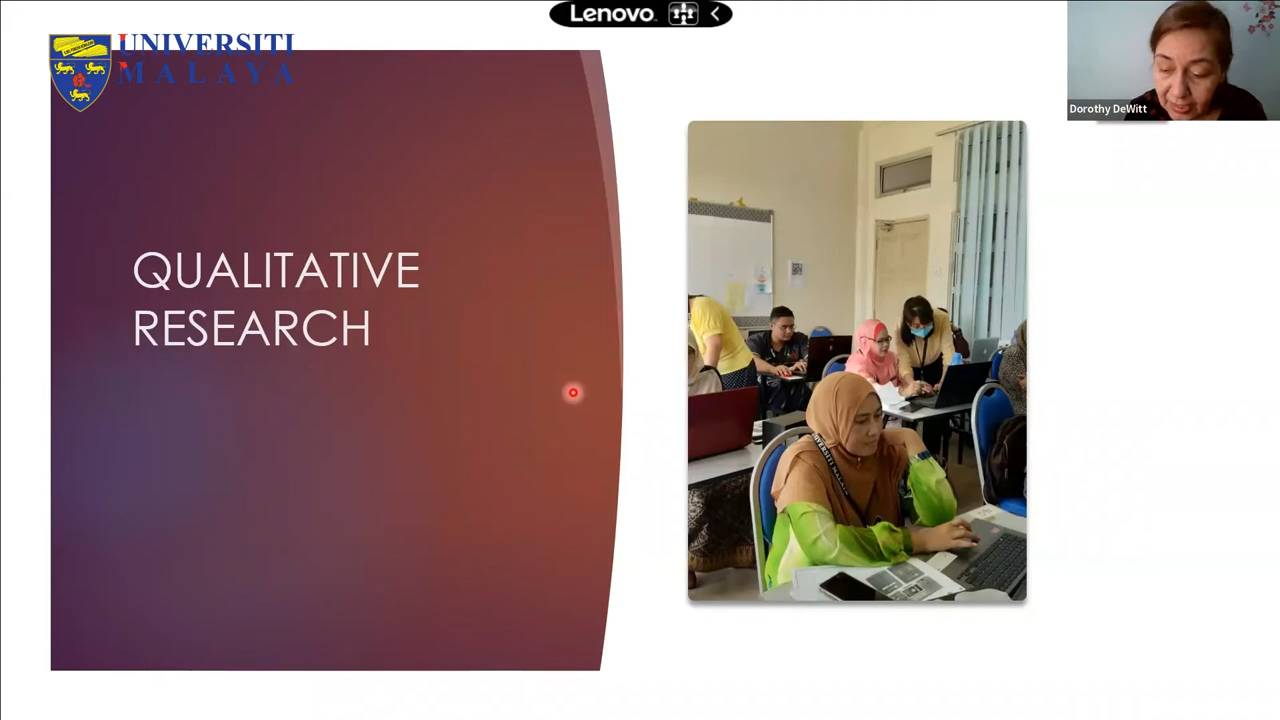 Lenovo
UNIVERSITI
MALAYA
Dorothy DeWitt
QUALITATIVE
RESEARCH